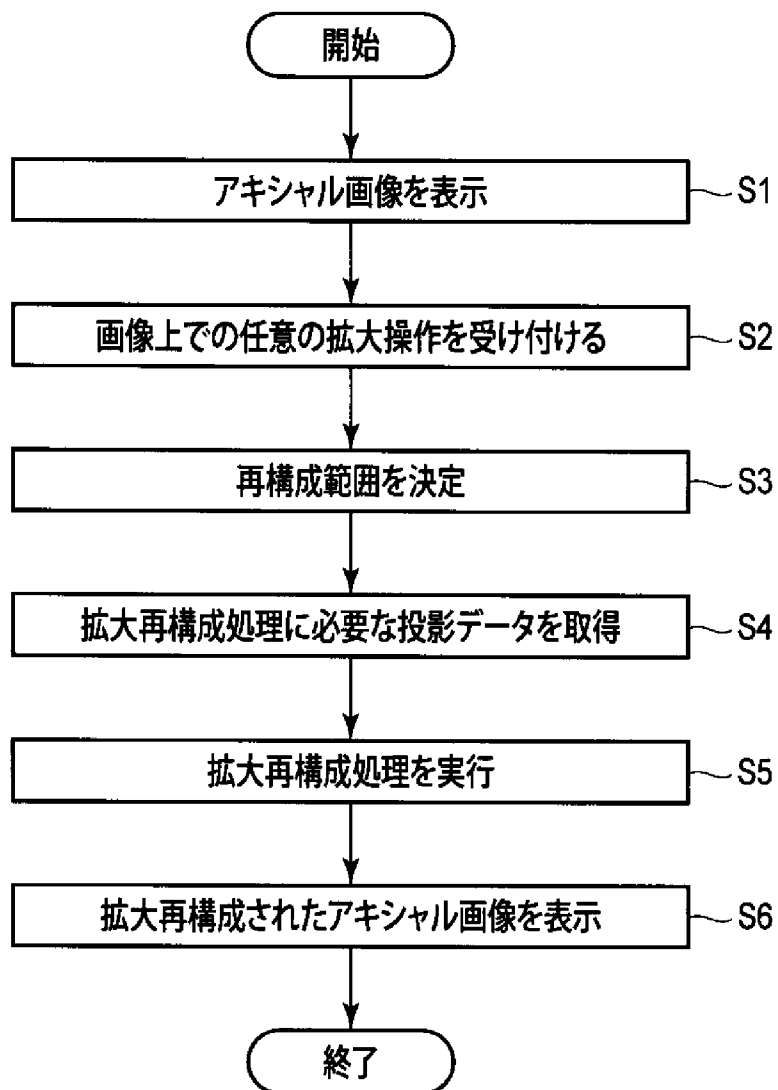 開始
アキシャル画像を表示 S1
画像上での任意の拡大操作を受け付ける S2
再構成範囲を決定 S3
拡大再構成処理に必要な投影データを取得 S4
拡大再構成処理を実行 S5
拡大再構成されたアキシャル画像を表示 S6
終了